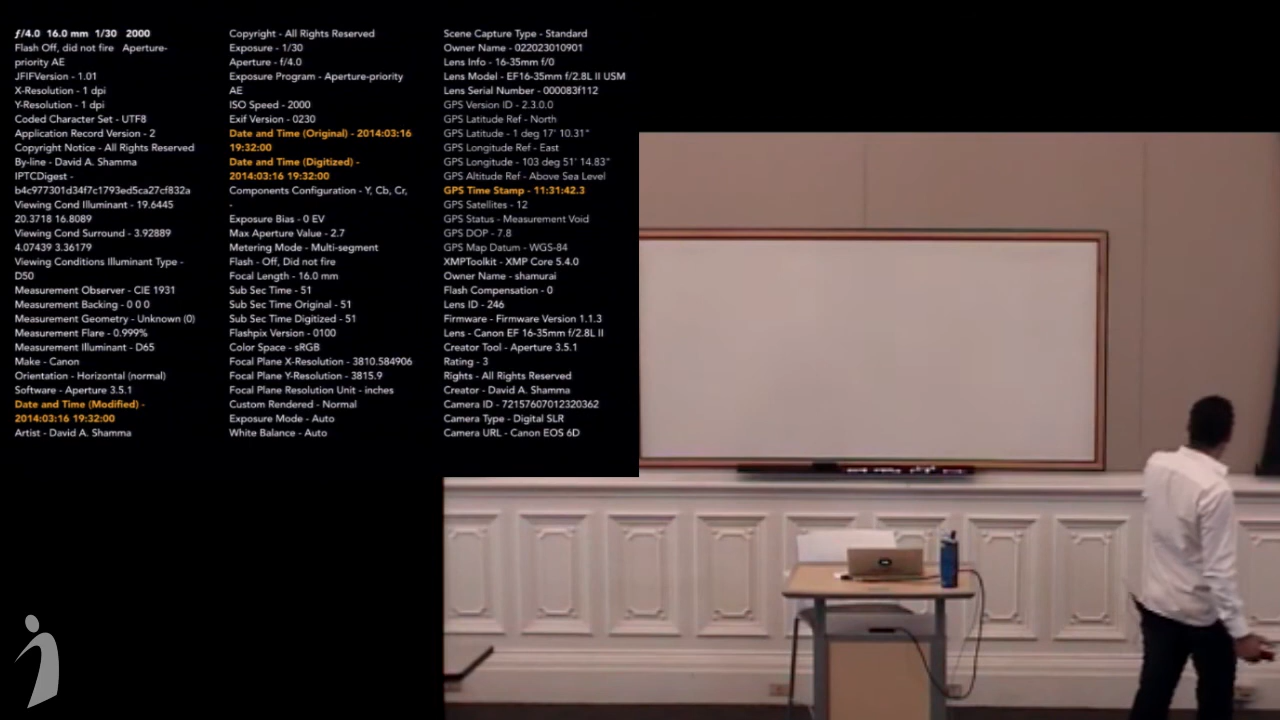 ƒ/4.0 16.0 mm 1/30 2000
Flash Off, did not fire Aperture-
priority AE
JFIFVersion - 1.01
X-Resolution - 1 dpi
Y-Resolution - 1 dpi
Coded Character Set - UTF8
Application Record Version - 2
Copyright Notice - All Rights Reserved
By-line - David A. Shamma
IPTCDigest -
b4c977301d34f7c1793ed5ca27cf832a
Viewing Cond Illuminant - 19.6445
20.3718 16.8089
Viewing Cond Surround - 3.92889
4.07439 3.36179
Viewing Conditions Illuminant Type -
D50
Measurement Observer - CIE 1931
Measurement Backing - 0 0 0
Measurement Geometry - Unknown (0)
Measurement Flare - 0.999%
Measurement Illuminant - D65
Make - Canon
Orientation - Horizontal (normal)
Software - Aperture 3.5.1
Date and Time (Modified) -
2014:03:16 19:32:00
Artist - David A. Shamma
Copyright - All Rights Reserved
Exposure - 1/30
Aperture - f/4.0
Exposure Program - Aperture-priority
AE
ISO Speed - 2000
Exif Version - 0230
Date and Time (Original) - 2014:03:16
19:32:00
Date and Time (Digitized) -
2014:03:16 19:32:00
Components Configuration - Y, Cb, Cr,
-
Exposure Bias - 0 EV
Max Aperture Value - 2.7
Metering Mode - Multi-segment
Flash - Off, Did not fire
Focal Length - 16.0 mm
Sub Sec Time - 51
Sub Sec Time Original - 51
Sub Sec Time Digitized - 51
Flashpix Version - 0100
Color Space - sRGB
Focal Plane X-Resolution - 3810.584906
Focal Plane Y-Resolution - 3815.9
Focal Plane Resolution Unit - inches
Custom Rendered - Normal
Exposure Mode - Auto
White Balance - Auto
Scene Capture Type - Standard
Owner Name - 022023010901
Lens Info - 16-35mm f/0
Lens Model - EF16-35mm f/2.8L II USM
Lens Serial Number - 000083f112
GPS Version ID - 2.3.0.0
GPS Latitude Ref - North
GPS Latitude - 1 deg 17' 10.31"
GPS Longitude Ref - East
GPS Longitude - 103 deg 51' 14.83"
GPS Altitude Ref - Above Sea Level
GPS Time Stamp - 11:31:42.3
GPS Satellites - 12
GPS Status - Measurement Void
GPS DOP - 7.8
GPS Map Datum - WGS-84
XMPToolkit - XMP Core 5.4.0
Owner Name - shamurai
Flash Compensation - 0
Lens ID - 246
Firmware - Firmware Version 1.1.3
Lens - Canon EF 16-35mm f/2.8L II
Creator Tool - Aperture 3.5.1
Rating - 3
Rights - All Rights Reserved
Creator - David A. Shamma
Camera ID - 72157607012320362
Camera Type - Digital SLR
Camera URL - Canon EOS 6D